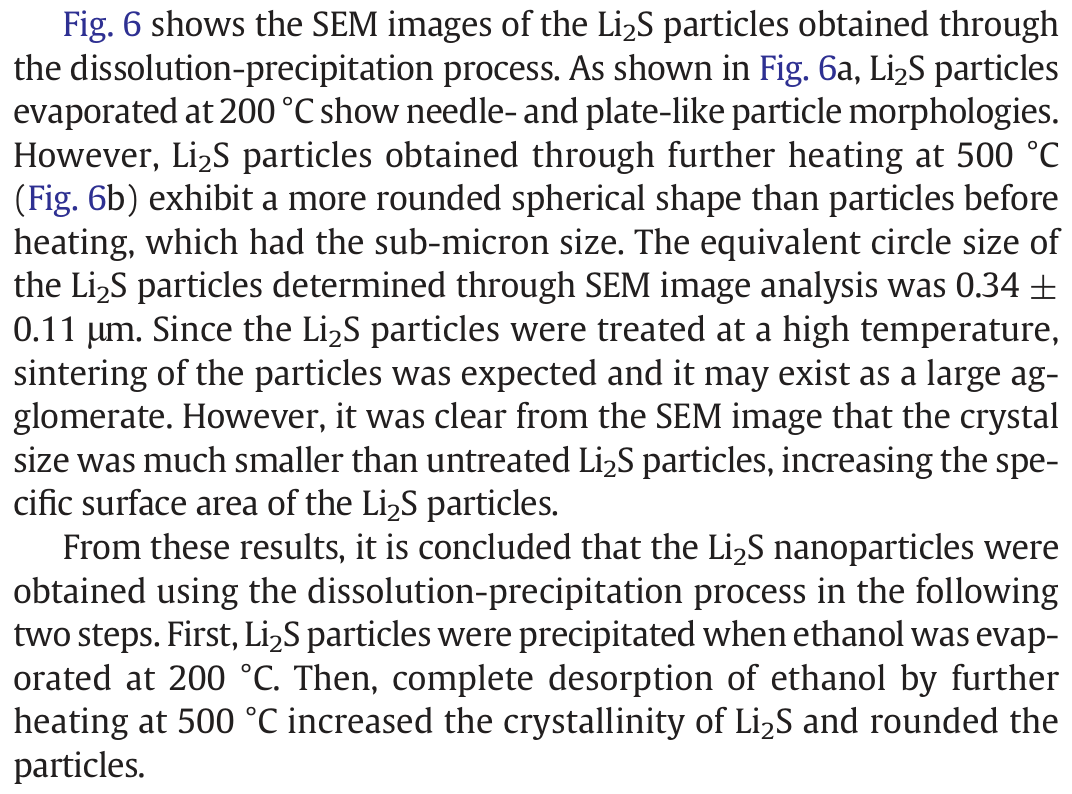 Fig. 6 shows the SEM images of the Li₂S particles obtained through
the dissolution-precipitation process. As shown in Fig. 6a, Li₂S particles
evaporated at 200 °C show needle- and plate-like particle morphologies.
However, Li₂S particles obtained through further heating at 500 °C
(Fig. 6b) exhibit a more rounded spherical shape than particles before
heating, which had the sub-micron size. The equivalent circle size of
the Li₂S particles determined through SEM image analysis was 0.34 ±
0.11 μm. Since the Li₂S particles were treated at a high temperature,
sintering of the particles was expected and it may exist as a large ag-
glomerate. However, it was clear from the SEM image that the crystal
size was much smaller than untreated Li₂S particles, increasing the spe-
cific surface area of the Li₂S particles.
From these results, it is concluded that the Li₂S nanoparticles were
obtained using the dissolution-precipitation process in the following
two steps. First, Li₂S particles were precipitated when ethanol was evap-
orated at 200 °C. Then, complete desorption of ethanol by further
heating at 500 °C increased the crystallinity of Li₂S and rounded the
particles.